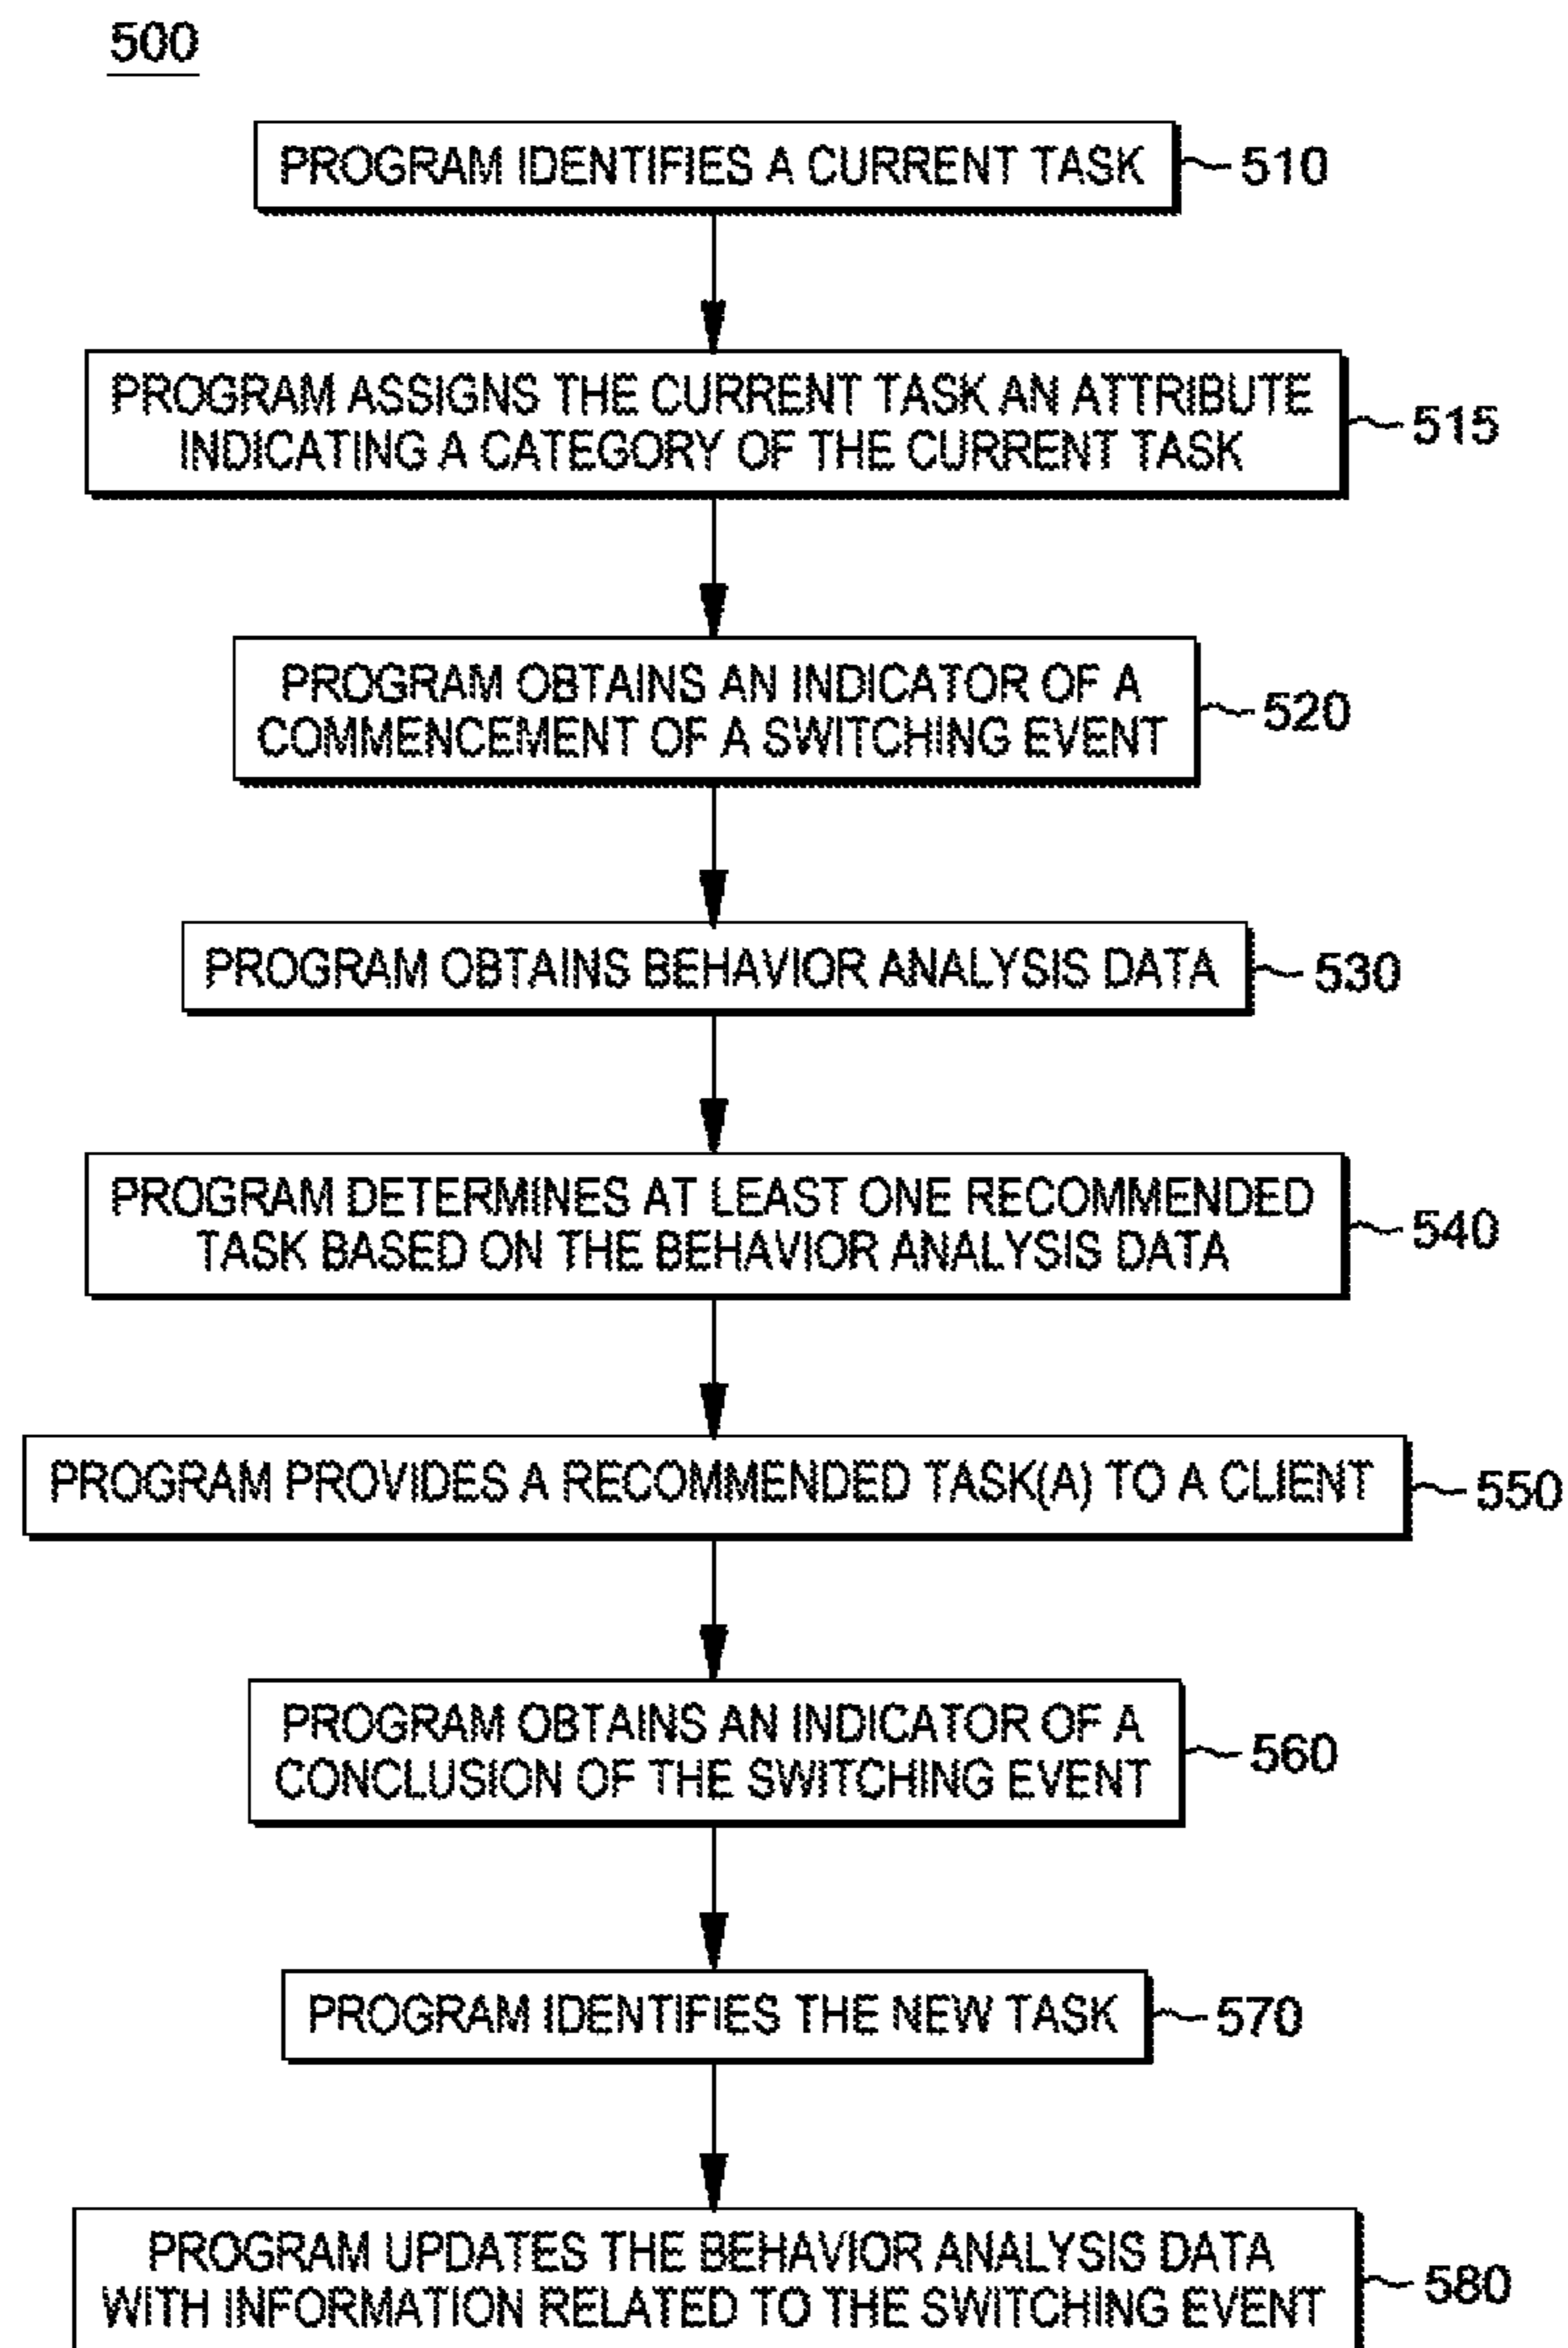 500
PROGRAM IDENTIFIES A CURRENT TASK
510
PROGRAM ASSIGNS THE CURRENT TASK AN ATTRIBUTE
INDICATING A CATEGORY OF THE CURRENT TASK
515
PROGRAM OBTAINS AN INDICATOR OF A
COMMENCEMENT OF A SWITCHING EVENT
520
PROGRAM OBTAINS BEHAVIOR ANALYSIS DATA
530
PROGRAM DETERMINES AT LEAST ONE RECOMMENDED
TASK BASED ON THE BEHAVIOR ANALYSIS DATA
540
PROGRAM PROVIDES A RECOMMENDED TASK(A) TO A CLIENT
550
PROGRAM OBTAINS AN INDICATOR OF A
CONCLUSION OF THE SWITCHING EVENT
560
PROGRAM IDENTIFIES THE NEW TASK
570
PROGRAM UPDATES THE BEHAVIOR ANALYSIS DATA
WITH INFORMATION RELATED TO THE SWITCHING EVENT
580